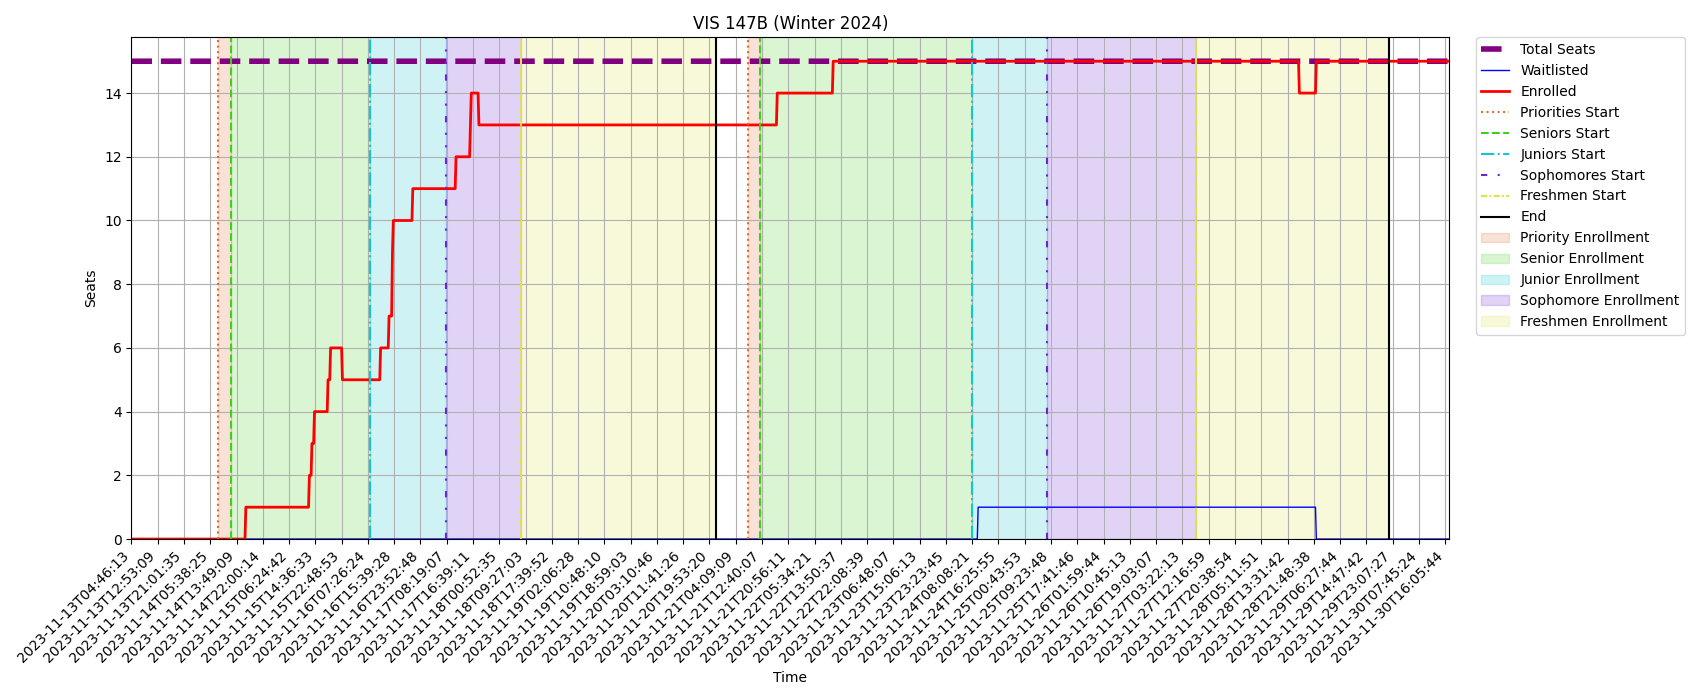 VIS 147B (Winter 2024)
Seats
14
12
10
8
6
4
2
0
2023-11-13T04:46:13
2023-11-13T12:53:09
2023-11-13T21:01:35
2023-11-14T05:38:25
2023-11-14T13:49:09
2023-11-14T22:00:14
2023-11-15T06:24:42
2023-11-15T14:36:33
2023-11-15T22:48:53
2023-11-16T07:26:24
2023-11-16T15:39:28
2023-11-16T23:52:48
2023-11-17T08:19:07
2023-11-17T16:39:11
2023-11-18T00:52:35
2023-11-18T09:27:03
2023-11-18T17:39:52
2023-11-19T02:06:28
2023-11-19T10:48:10
2023-11-19T18:59:03
2023-11-20T03:10:46
2023-11-20T11:41:26
2023-11-20T19:53:20
2023-11-21T04:09:09
2023-11-21T12:40:07
2023-11-21T20:56:11
2023-11-22T05:34:21
2023-11-22T13:50:37
2023-11-22T22:08:39
2023-11-23T06:48:07
2023-11-23T15:06:13
2023-11-23T23:23:45
2023-11-24T08:08:21
2023-11-24T16:25:55
2023-11-25T00:43:53
2023-11-25T09:23:48
2023-11-25T17:41:46
2023-11-26T01:59:44
2023-11-26T10:45:13
2023-11-26T19:03:07
2023-11-27T03:22:13
2023-11-27T12:16:59
2023-11-27T20:38:54
2023-11-28T05:11:51
2023-11-28T13:31:42
2023-11-28T21:48:38
2023-11-29T06:27:44
2023-11-29T14:47:42
2023-11-29T23:07:27
2023-11-30T07:45:24
2023-11-30T16:05:44
Time
Total Seats
Waitlisted
Enrolled
Priorities Start
Seniors Start
Juniors Start
Sophomores Start
Freshmen Start
End
Priority Enrollment
Senior Enrollment
Junior Enrollment
Sophomore Enrollment
Freshmen Enrollment